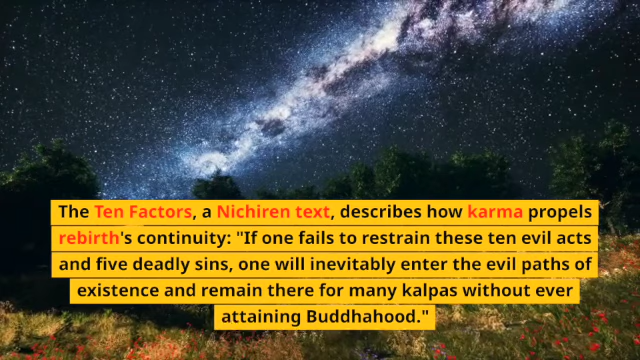 The Ten Factors, a Nichiren text, describes how karma propels
rebirth's continuity: "If one fails to restrain these ten evil acts
and five deadly sins, one will inevitably enter the evil paths of
existence and remain there for many kalpas without ever
attaining Buddhahood."